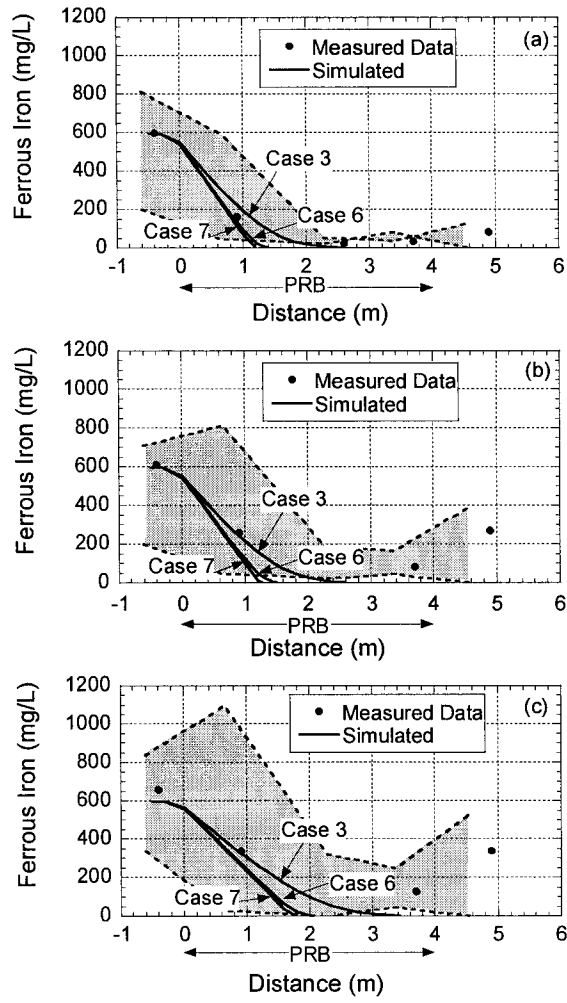 (a)
Measured Data
Simulated
1200
1000
800
600
400
200
0
Ferrous Iron (mg/L)
Case 3
Case 6
Case 7
-1 0 1 2 3 4 5
PRB
Distance (m)
(b)
Measured Data
Simulated
1200
1000
800
600
400
200
0
Ferrous Iron (mg/L)
Case 3
Case 6
Case 7
-1 0 1 2 3 4 5
PRB
Distance (m)
(c)
Measured Data
Simulated
1200
1000
800
600
400
200
0
Ferrous Iron (mg/L)
Case 3
Case 6
Case 7
-1 0 1 2 3 4 5
PRB
Distance (m)